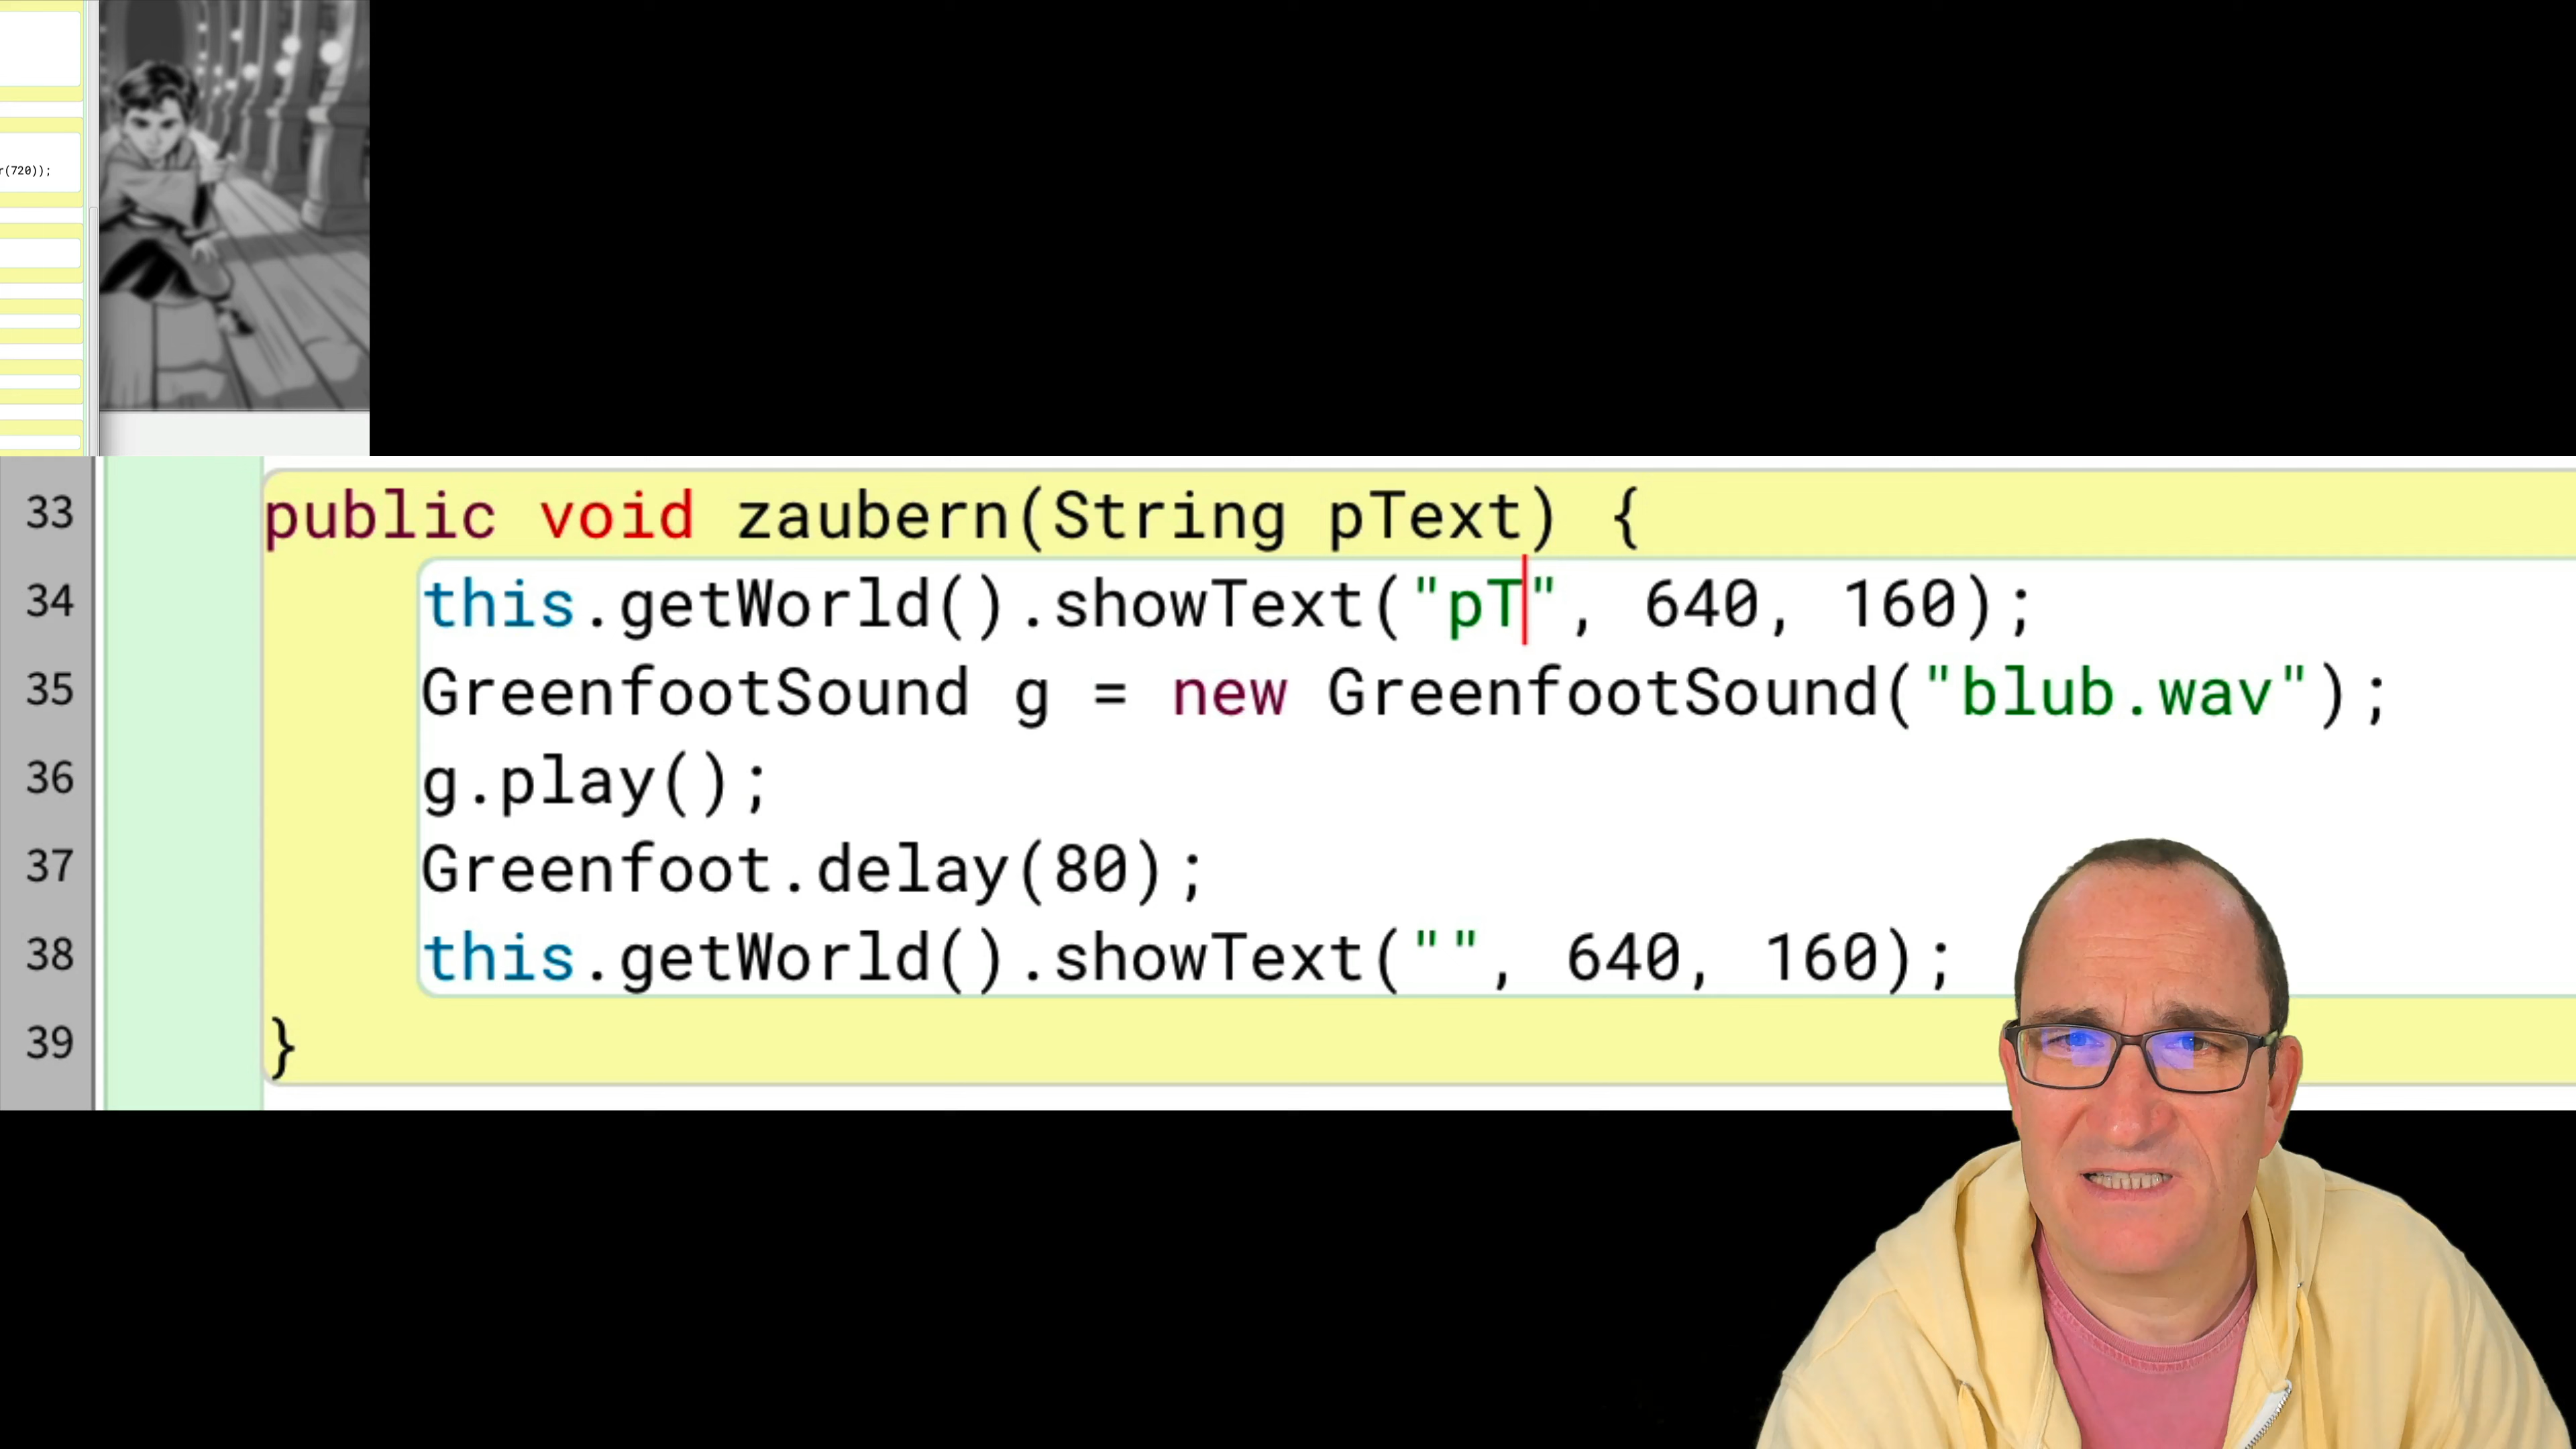 r(720));
33 public void zaubern(String pText) {
34 this.getWorld().showText("pT", 640, 160);
35 GreenfootSound g = new GreenfootSound("blub.wav");
36 g.play();
37 Greenfoot.delay(80);
38 this.getWorld().showText("", 640, 160);
39 }